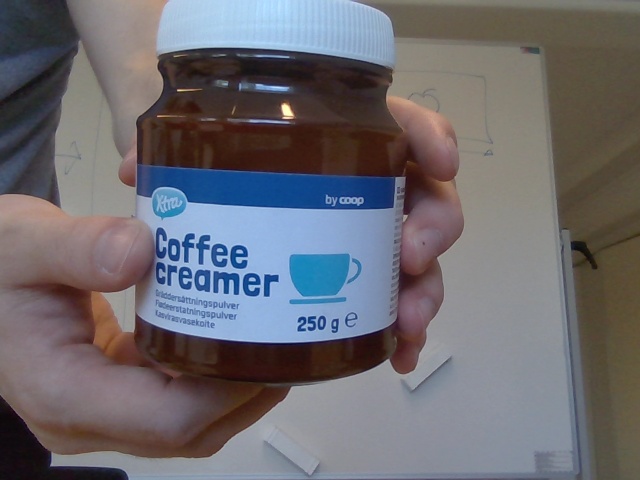 Xtra
by coop
Coffee
creamer
Gräddersättningspulver
Fløteerstatningspulver
Kasvirasvasekoite
250 g ℮